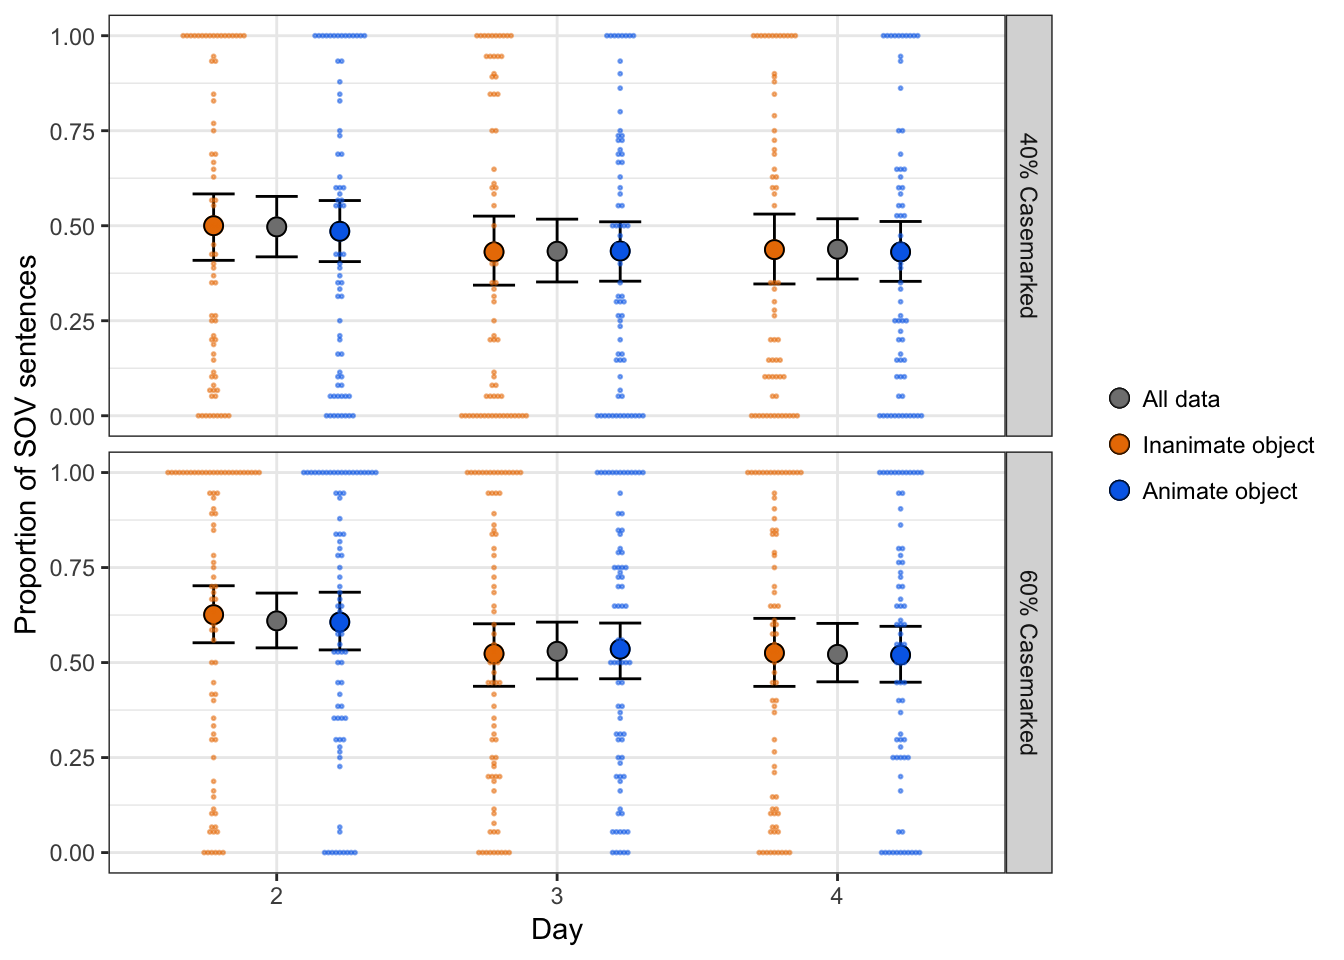 Proportion of SOV sentences
1.00
0.75
0.50
0.25
0.00
40% Casemarked
1.00
0.75
0.50
0.25
0.00
60% Casemarked
2
3
4
Day
All data
Inanimate object
Animate object